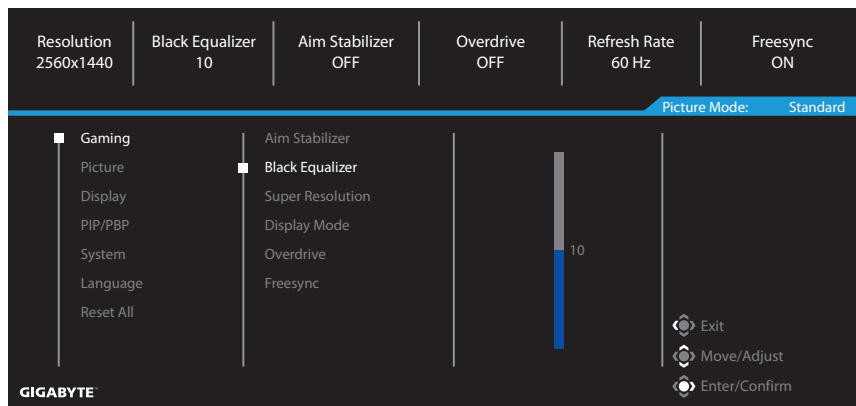 Resolution
2560x1440
Black Equalizer
10
Aim Stabilizer
OFF
Overdrive
OFF
Refresh Rate
60 Hz
Freesync
ON
Picture Mode: Standard
Gaming
Picture
Display
PIP/PBP
System
Language
Reset All
Aim Stabilizer
Black Equalizer
Super Resolution
Display Mode
Overdrive
Freesync
10
Exit
Move/Adjust
Enter/Confirm
GIGABYTE™